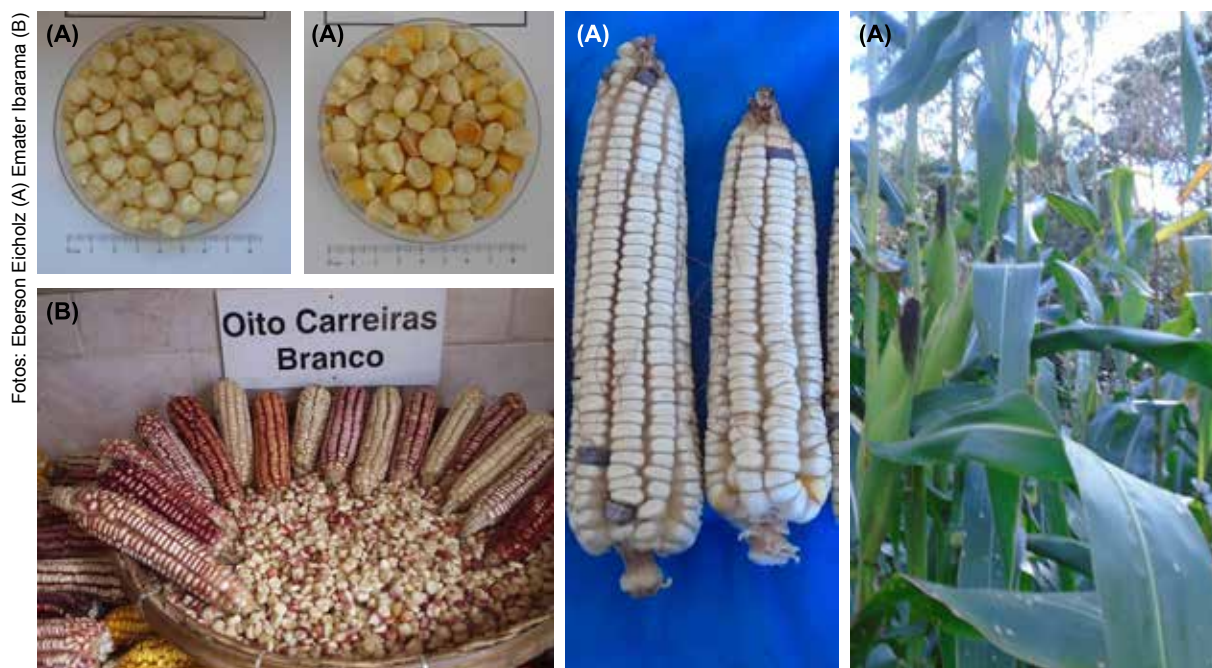 Fotos: Eberson Eicholz (A) Emater Ibarama (B)
(A)
(A)
(A)
(A)
(B)
Oito Carreiras
Branco